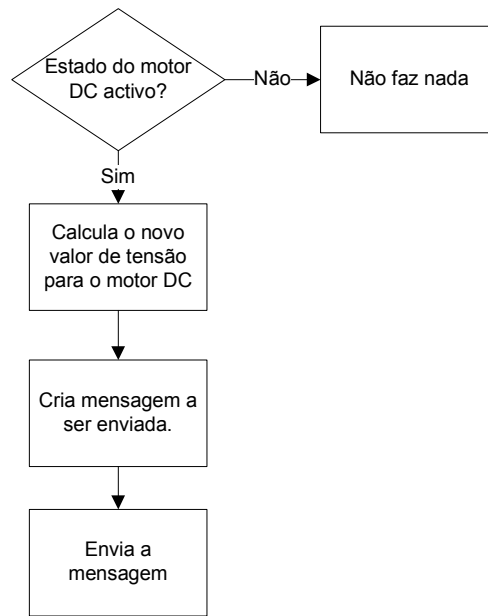 Estado do motor
DC activo?
Não
Não faz nada
Sim
Calcula o novo
valor de tensão
para o motor DC
Cria mensagem a
ser enviada.
Envia a
mensagem